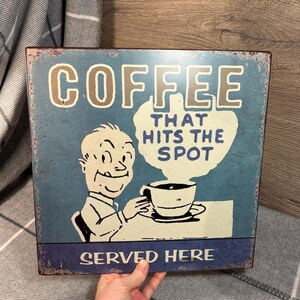 COFFEE
THAT
HITS THE
SPOT
SERVED HERE